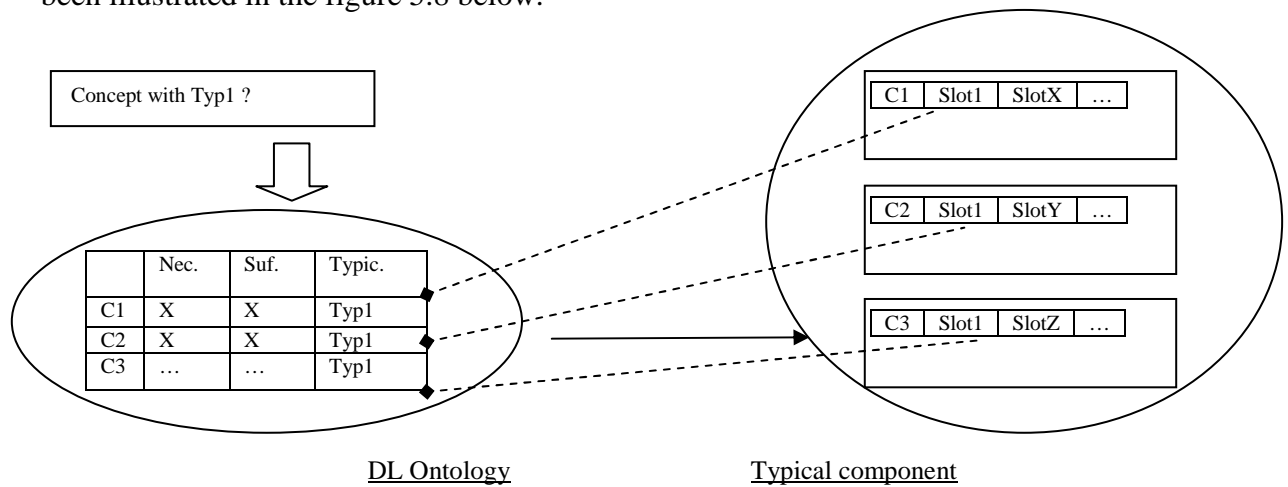 been illustrated in the figure 3.8 below.
Concept with Typ1 ?
Nec. Suf. Typic.
C1 X X Typ1
C2 X X Typ1
C3 … … Typ1
C1 Slot1 SlotX …
C2 Slot1 SlotY …
C3 Slot1 SlotZ …
DL Ontology
Typical component